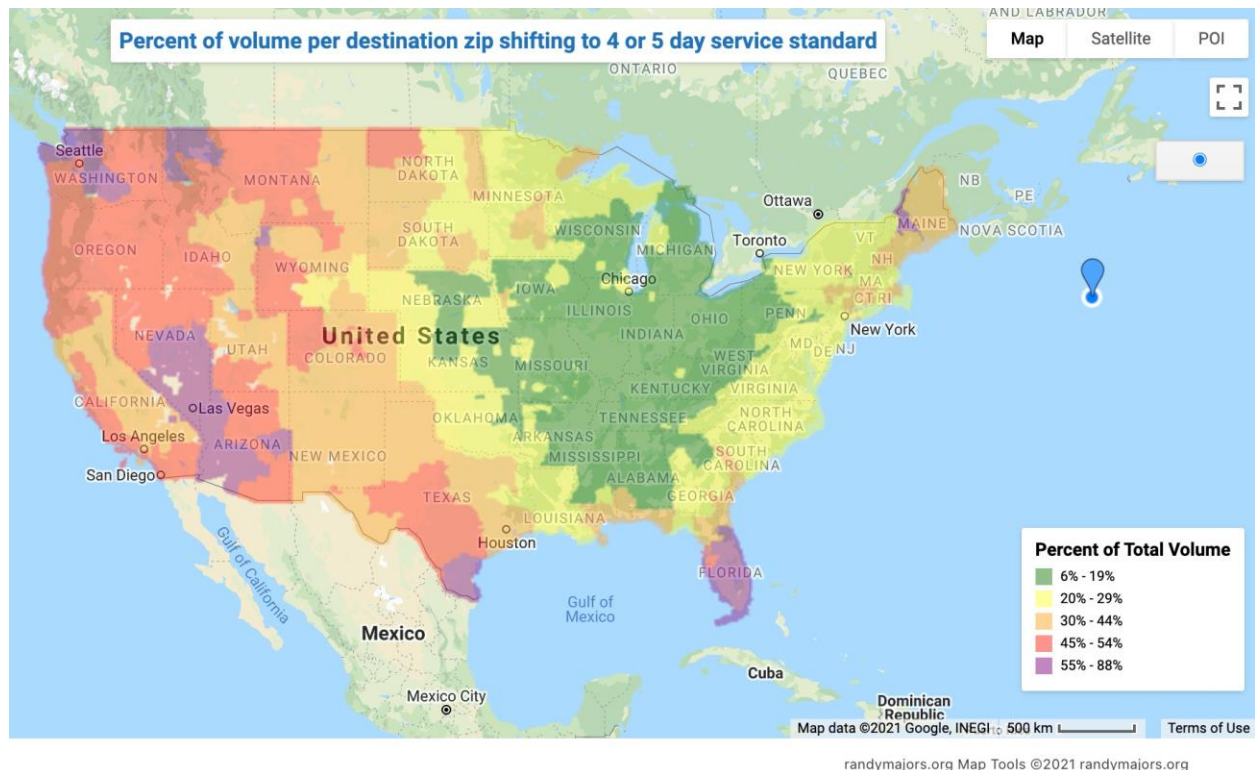 AND LABRADOR
Percent of volume per destination zip shifting to 4 or 5 day service standard
Map
Satellite
POI
ONTARIO
QUEBEC
Seattle
WASHINGTON
MONTANA
NORTH
DAKOTA
MINNESOTA
Ottawa
NB
PE
MAINE
NOVA SCOTIA
OREGON
IDAHO
SOUTH
DAKOTA
WISCONSIN
MICHIGAN
Toronto
VT
NH
WYOMING
NEW YORK
MA
CT RI
Chicago
IOWA
NEBRASKA
ILLINOIS
INDIANA
OHIO
PENN
New York
NEVADA
UTAH
United States
COLORADO
KANSAS
MISSOURI
WEST
VIRGINIA
MD
DE
NJ
KENTUCKY
VIRGINIA
CALIFORNIA
Las Vegas
OKLAHOMA
TENNESSEE
NORTH
CAROLINA
Los Angeles
ARIZONA
NEW MEXICO
ARKANSAS
MISSISSIPPI
SOUTH
CAROLINA
San Diego
ALABAMA
TEXAS
GEORGIA
LOUISIANA
Houston
FLORIDA
Gulf of California
Gulf of
Mexico
Mexico
Cuba
Mexico City
Dominican
Republic
Percent of Total Volume
6% - 19%
20% - 29%
30% - 44%
45% - 54%
55% - 88%
Map data ©2021 Google, INEGI
500 km
Terms of Use
randymajors.org Map Tools ©2021 randymajors.org